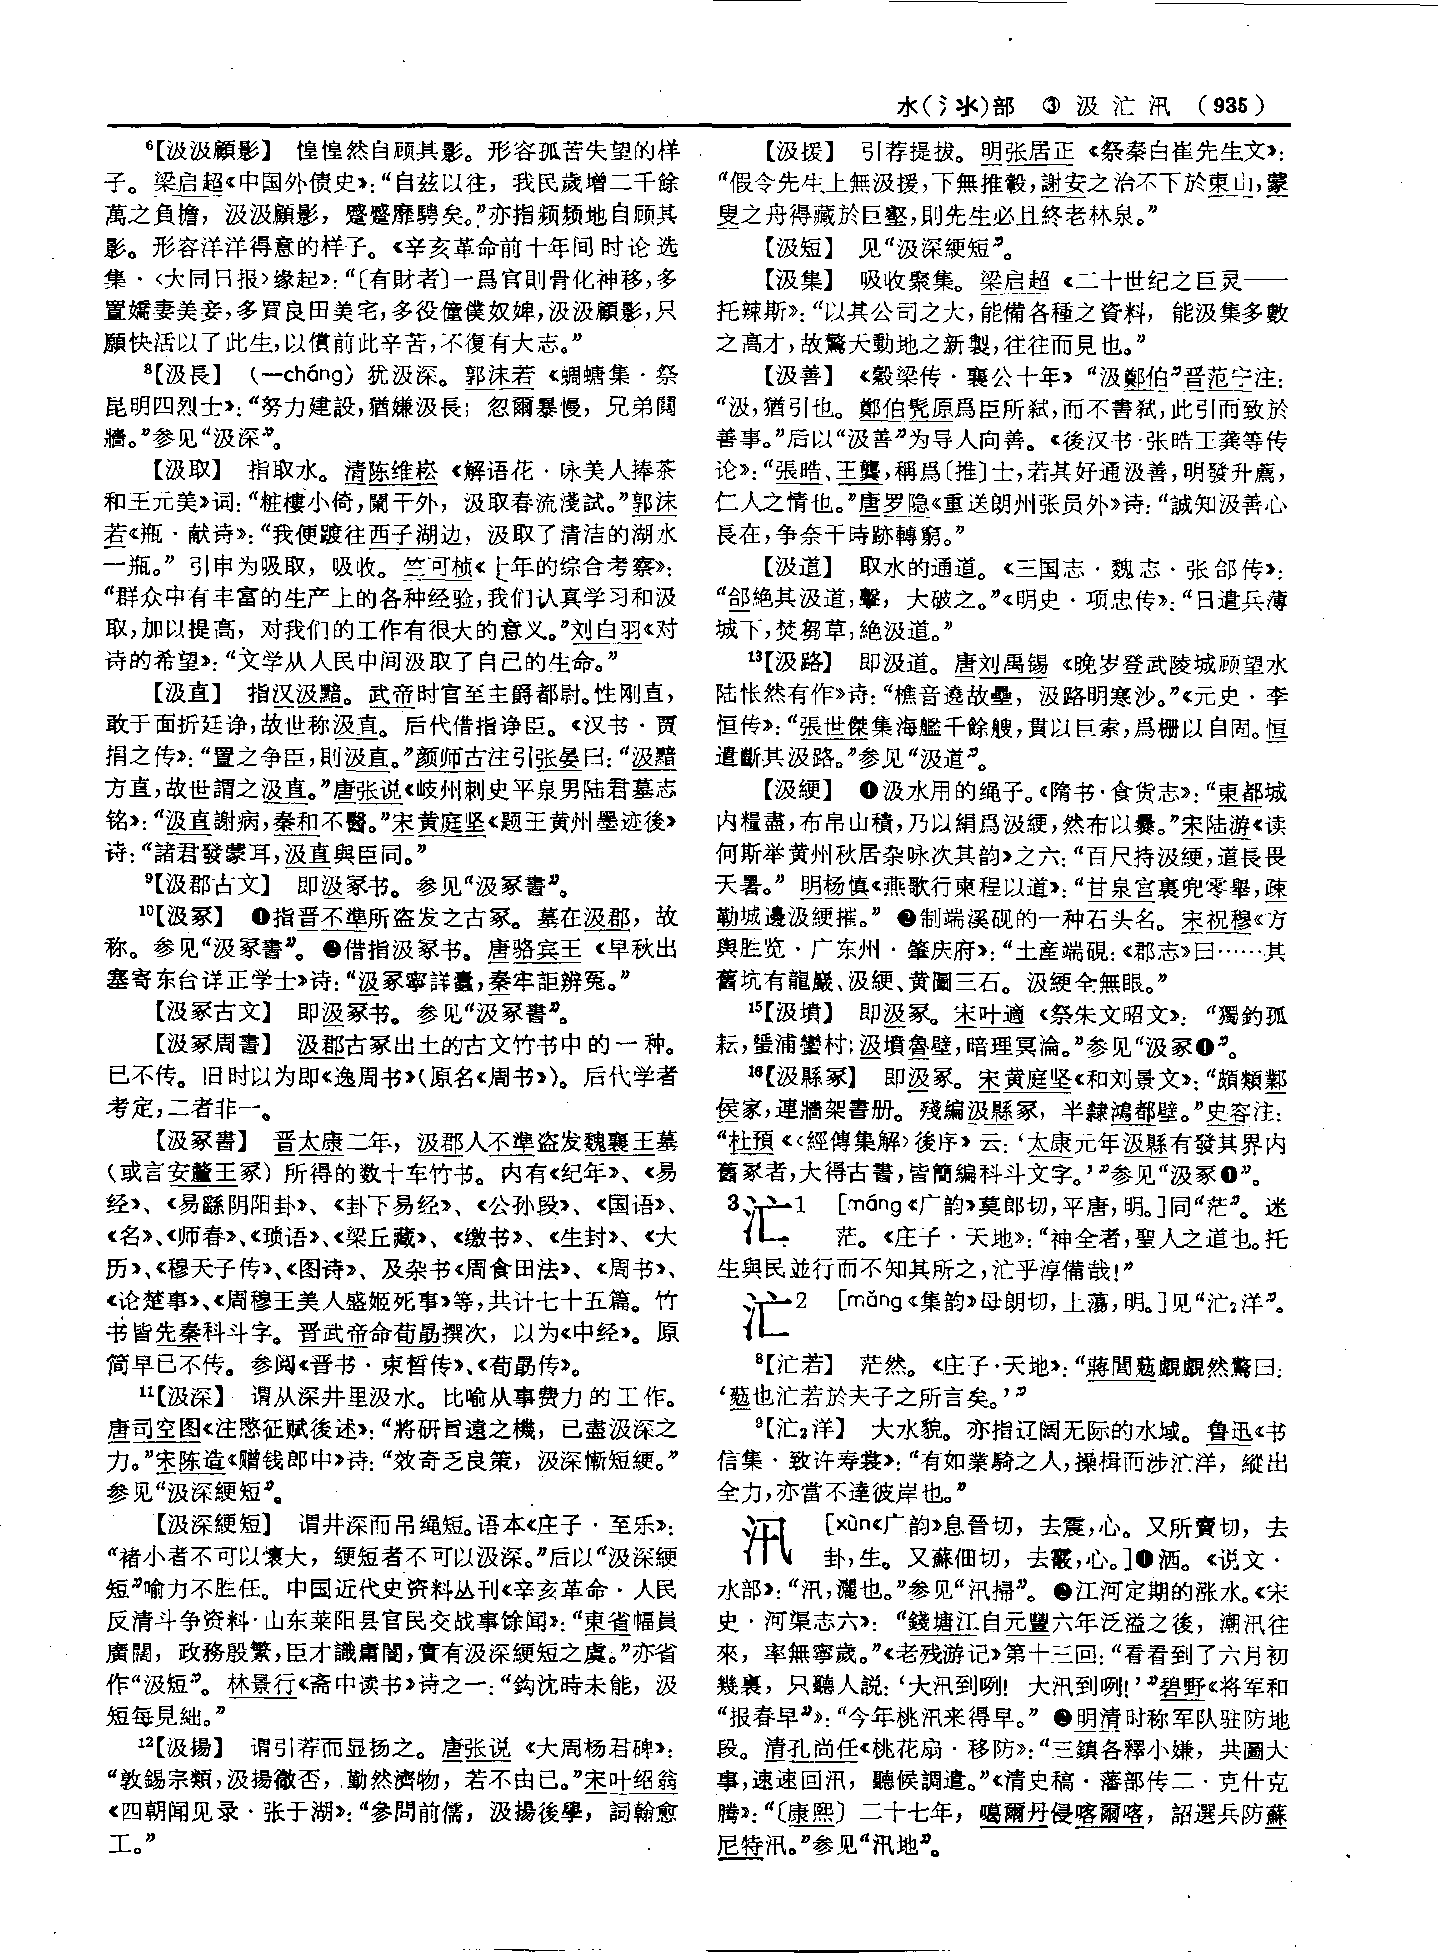 水(氵氺)部 ③ 汲 汒 汛 (935)
⁶【汲汲顧影】 惶惶然自顾其影。形容孤苦失望的样
子。梁启超《中国外债史》：“自兹以往，我民歲增二千餘
萬之負擔，汲汲顧影，蹙蹙靡騁矣。”亦指频频地自顾其
影。形容洋洋得意的样子。《辛亥革命前十年间时论选
集·〈大同日报〉缘起》：“〔有財者〕一爲官則骨化神移，多
置嬌妻美妾，多買良田美宅，多役僮僕奴婢，汲汲顧影，只
願快活以了此生，以償前此辛苦，不復有大志。”
⁸【汲長】 (—cháng) 犹汲深。郭沫若《蜩螗集·祭
昆明四烈士》：“努力建設，猶嫌汲長；忽爾暴慢，兄弟鬩
牆。”参见“汲深”。
【汲取】 指取水。清陈维崧《解语花·咏美人捧茶
和王元美》词：“粧樓小倚，闌干外，汲取春流淺試。”郭沫
若《瓶·献诗》：“我便踱往西子湖边，汲取了清洁的湖水
一瓶。”引申为吸取，吸收。竺可桢《七年的综合考察》：
“群众中有丰富的生产上的各种经验，我们认真学习和汲
取，加以提高，对我们的工作有很大的意义。”刘白羽《对
诗的希望》：“文学从人民中间汲取了自己的生命。”
【汲直】 指汉汲黯。武帝时官至主爵都尉。性刚直，
敢于面折廷诤，故世称汲直。后代借指诤臣。《汉书·贾
捐之传》：“置之争臣，則汲直。”颜师古注引张晏曰：“汲黯
方直，故世謂之汲直。”唐张说《岐州刺史平泉男陆君墓志
铭》：“汲直謝病，秦和不醫。”宋黄庭坚《题王黄州墨迹後》
诗：“諸君發蒙耳，汲直與臣同。”
⁹【汲郡古文】 即汲冢书。参见“汲冢書”。
¹⁰【汲冢】 ❶指晋不準所盗发之古冢。墓在汲郡，故
称。参见“汲冢書”。❷借指汲冢书。唐骆宾王《早秋出
塞寄东台详正学士》诗：“汲冢寧詳蠹，秦牢詎辨冤。”
【汲冢古文】 即汲冢书。参见“汲冢書”。
【汲冢周書】 汲郡古冢出土的古文竹书中的一种。
已不传。旧时以为即《逸周书》(原名《周书》)。后代学者
考定，二者非一。
【汲冢書】 晋太康二年，汲郡人不準盗发魏襄王墓
(或言安釐王冢)所得的数十车竹书。内有《纪年》、《易
经》、《易繇阴阳卦》、《卦下易经》、《公孙段》、《国语》、
《名》、《师春》、《琐语》、《梁丘藏》、《缴书》、《生封》、《大
历》、《穆天子传》、《图诗》、及杂书《周食田法》、《周书》、
《论楚事》、《周穆王美人盛姬死事》等，共计七十五篇。竹
书皆先秦科斗字。晋武帝命荀勗撰次，以为《中经》。原
简早已不传。参阅《晋书·束皙传》、《荀勗传》。
¹¹【汲深】 谓从深井里汲水。比喻从事费力的工作。
唐司空图《注愍征赋後述》：“將研旨遠之機，已盡汲深之
力。”宋陈造《赠钱郎中》诗：“效奇乏良策，汲深慚短綆。”
参见“汲深綆短”。
【汲深綆短】 谓井深而吊绳短。语本《庄子·至乐》：
“褚小者不可以懷大，綆短者不可以汲深。”后以“汲深綆
短”喻力不胜任。中国近代史资料丛刊《辛亥革命·人民
反清斗争资料·山东莱阳县官民交战事馀闻》：“東省幅員
廣闊，政務殷繁，臣才識庸闇，實有汲深綆短之虞。”亦省
作“汲短”。林景行《斋中读书》诗之一：“鈎沈時未能，汲
短每見絀。”
¹²【汲揚】 谓引荐而显扬之。唐张说《大周杨君碑》：
“敦錫宗類，汲揚徽否，勤然濟物，若不由已。”宋叶绍翁
《四朝闻见录·张于湖》：“參問前儒，汲揚後學，詞翰愈
工。”
【汲援】 引荐提拔。明张居正《祭秦白崔先生文》：
“假令先生上無汲援，下無推轂，謝安之治不下於東山，蒙
叟之舟得藏於巨壑，則先生必且終老林泉。”
【汲短】 见“汲深綆短”。
【汲集】 吸收聚集。梁启超《二十世纪之巨灵——
托辣斯》：“以其公司之大，能備各種之資料，能汲集多數
之高才，故驚天動地之新製，往往而見也。”
【汲善】 《穀梁传·襄公十年》“汲鄭伯”晋范宁注：
“汲，猶引也。鄭伯髡原爲臣所弑，而不書弑，此引而致於
善事。”后以“汲善”为导人向善。《後汉书·张晧王龚等传
论》：“張晧、王龔，稱爲〔推〕士，若其好通汲善，明發升薦，
仁人之情也。”唐罗隐《重送朗州张员外》诗：“誠知汲善心
長在，争奈干時跡轉窮。”
【汲道】 取水的通道。《三国志·魏志·张郃传》：
“郃絶其汲道，擊，大破之。”《明史·项忠传》：“日遣兵薄
城下，焚芻草，絶汲道。”
¹³【汲路】 即汲道。唐刘禹锡《晚岁登武陵城顾望水
陆怅然有作》诗：“樵音遶故壘，汲路明寒沙。”《元史·李
恒传》：“張世傑集海艦千餘艘，貫以巨索，爲栅以自固。恒
遣斷其汲路。”参见“汲道”。
【汲綆】 ❶汲水用的绳子。《隋书·食货志》：“東都城
内糧盡，布帛山積，乃以絹爲汲綆，然布以爨。”宋陆游《读
何斯举黄州秋居杂咏次其韵》之六：“百尺持汲綆，道長畏
天暑。”明杨慎《燕歌行柬程以道》：“甘泉宫裏兜零舉，疎
勒城邊汲綆摧。”❷制端溪砚的一种石头名。宋祝穆《方
舆胜览·广东州·肇庆府》：“土産端硯：《郡志》曰……其
舊坑有龍巖、汲綆、黄圃三石。汲綆全無眼。”
¹⁵【汲墳】 即汲冢。宋叶適《祭朱文昭文》：“獨釣孤
耘，蜑浦蠻村；汲墳魯壁，暗理冥淪。”参见“汲冢❶”。
¹⁶【汲縣冢】 即汲冢。宋黄庭坚《和刘景文》：“頗類鄴
侯家，連牆架書册。殘編汲縣冢，半隸鴻都壁。”史容注：
“杜預《〈經傳集解〉後序》云：‘太康元年汲縣有發其界内
舊冢者，大得古書，皆簡編科斗文字。’”参见“汲冢❶”。
³汒1 [máng《广韵》莫郎切，平唐，明。]同“茫”。迷
茫。《庄子·天地》：“神全者，聖人之道也。托
生與民並行而不知其所之，汒乎淳備哉！”
汒2 [mǎng《集韵》母朗切，上蕩，明。]见“汒₂洋”。
⁸【汒若】 茫然。《庄子·天地》：“蔣閭葂覤覤然驚曰：
‘葂也汒若於夫子之所言矣。’”
⁹【汒₂洋】 大水貌。亦指辽阔无际的水域。鲁迅《书
信集·致许寿裳》：“有如業騎之人，操楫而涉汒洋，縱出
全力，亦當不達彼岸也。”
汛 [xùn《广韵》息晉切，去震，心。又所賣切，去
卦，生。又蘇佃切，去霰，心。]❶洒。《说文·
水部》：“汛，灑也。”参见“汛掃”。❷江河定期的涨水。《宋
史·河渠志六》：“錢塘江自元豐六年泛溢之後，潮汛往
來，率無寧歲。”《老残游记》第十三回：“看看到了六月初
幾裏，只聽人説：‘大汛到咧！大汛到咧！’”碧野《将军和
“报春早”》：“今年桃汛来得早。”❷明清时称军队驻防地
段。清孔尚任《桃花扇·移防》：“三鎮各釋小嫌，共圖大
事，速速回汛，聽候調遣。”《清史稿·藩部传二·克什克
腾》：“〔康熙〕二十七年，噶爾丹侵喀爾喀，詔選兵防蘇
尼特汛。”参见“汛地”。